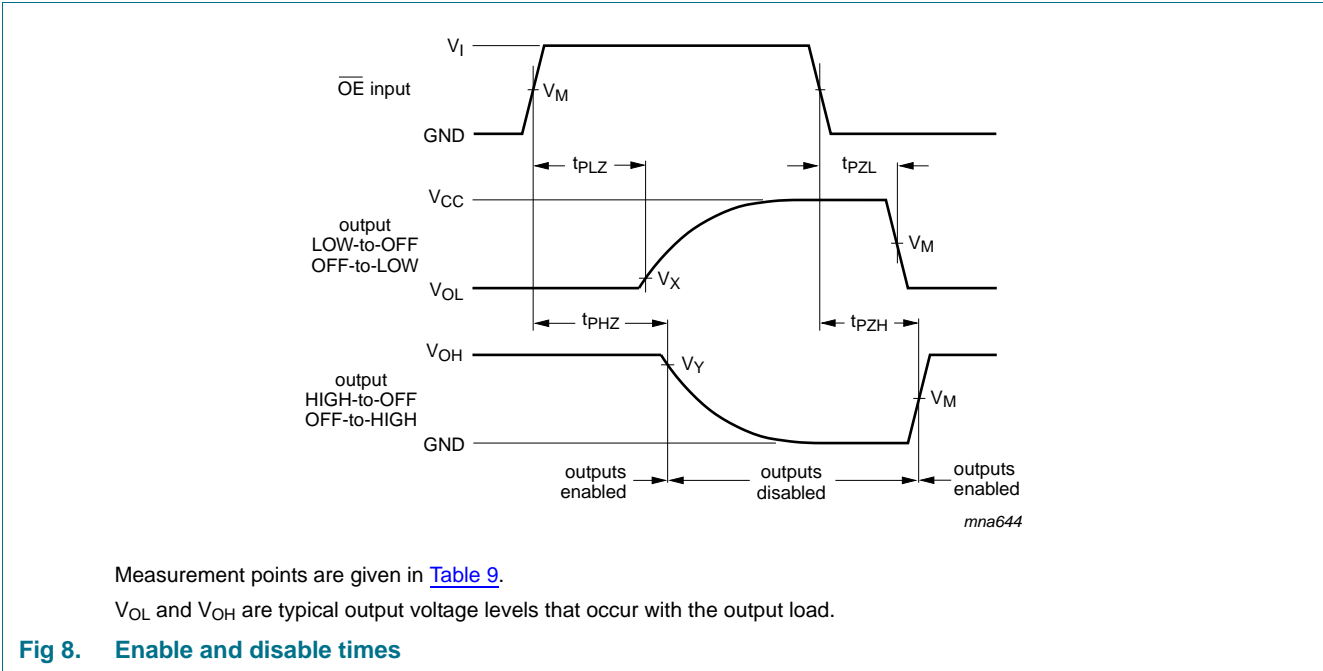 V_I
OE input
V_M
GND
t_PLZ
t_PZL
V_CC
output
LOW-to-OFF
OFF-to-LOW
V_M
V_X
V_OL
t_PHZ
t_PZH
V_OH
V_Y
output
HIGH-to-OFF
OFF-to-HIGH
V_M
GND
outputs
enabled
outputs
disabled
outputs
enabled
mna644
Measurement points are given in Table 9.
V_OL and V_OH are typical output voltage levels that occur with the output load.
Fig 8. Enable and disable times